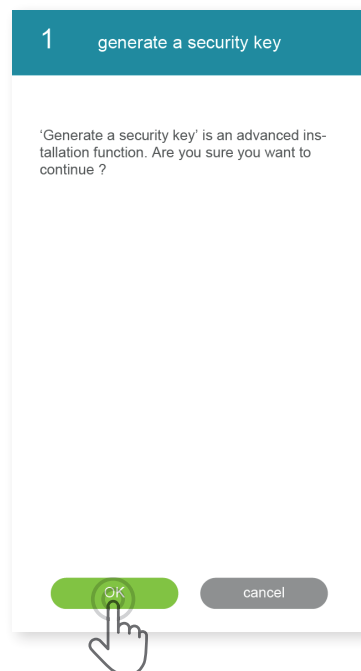 1 generate a security key
‘Generate a security key’ is an advanced ins-
tallation function. Are you sure you want to
continue ?
OK cancel